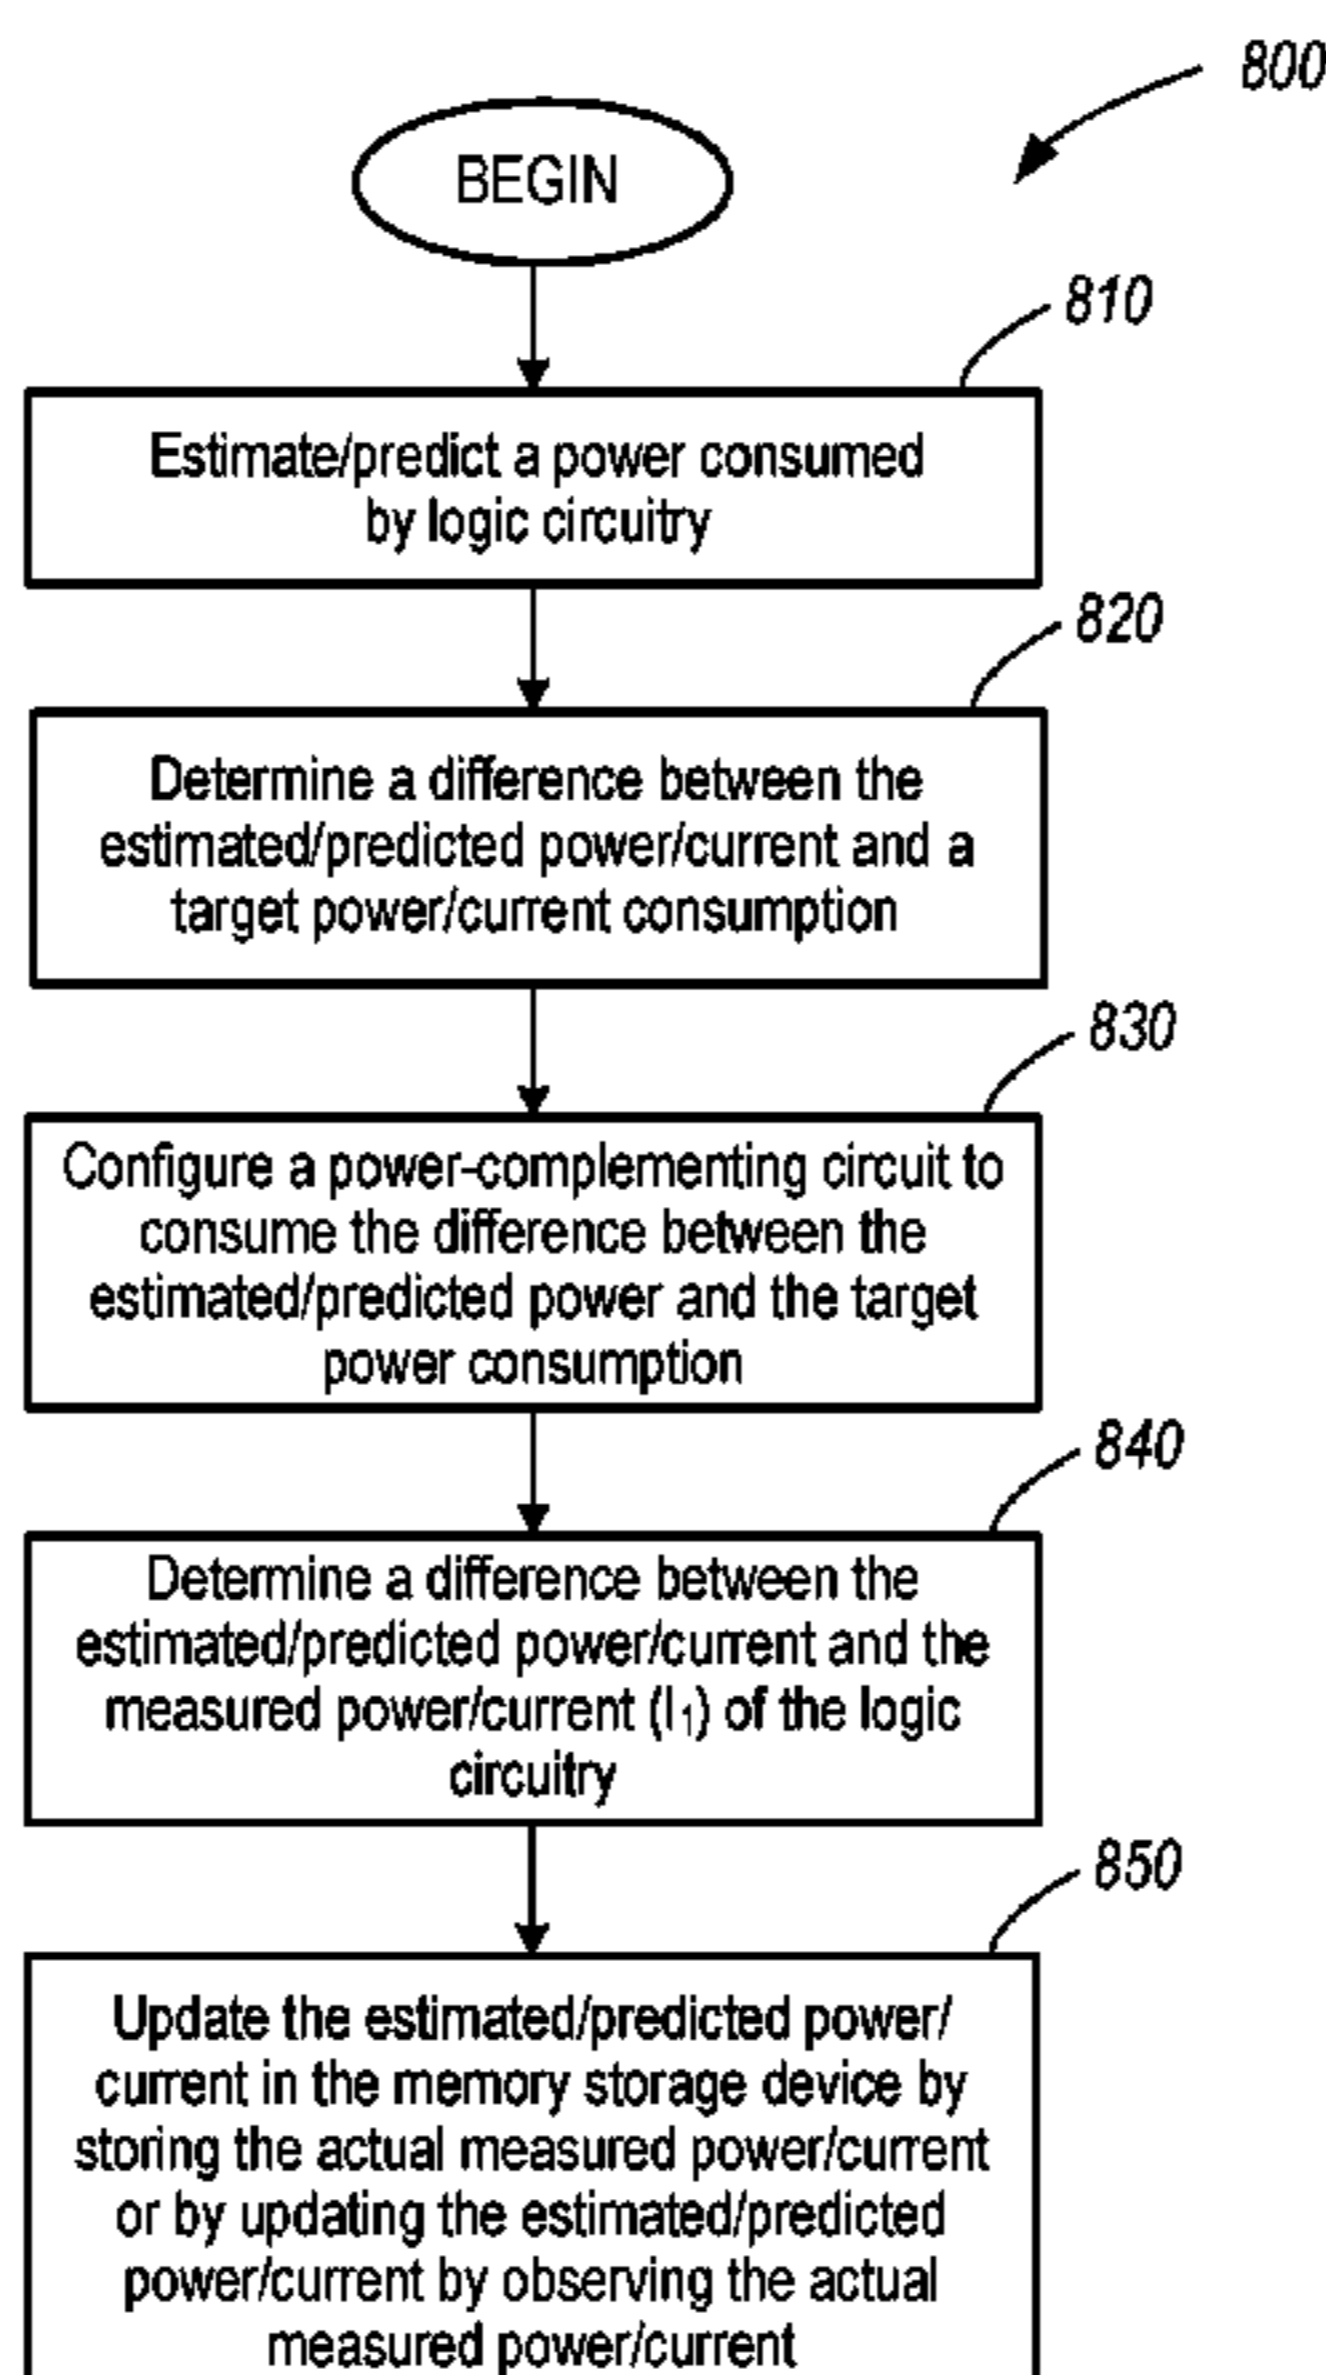 800
BEGIN
810
Estimate/predict a power consumed
by logic circuitry
820
Determine a difference between the
estimated/predicted power/current and a
target power/current consumption
830
Configure a power-complementing circuit to
consume the difference between the
estimated/predicted power and the target
power consumption
840
Determine a difference between the
estimated/predicted power/current and the
measured power/current (I₁) of the logic
circuitry
850
Update the estimated/predicted power/
current in the memory storage device by
storing the actual measured power/current
or by updating the estimated/predicted
power/current by observing the actual
measured power/current